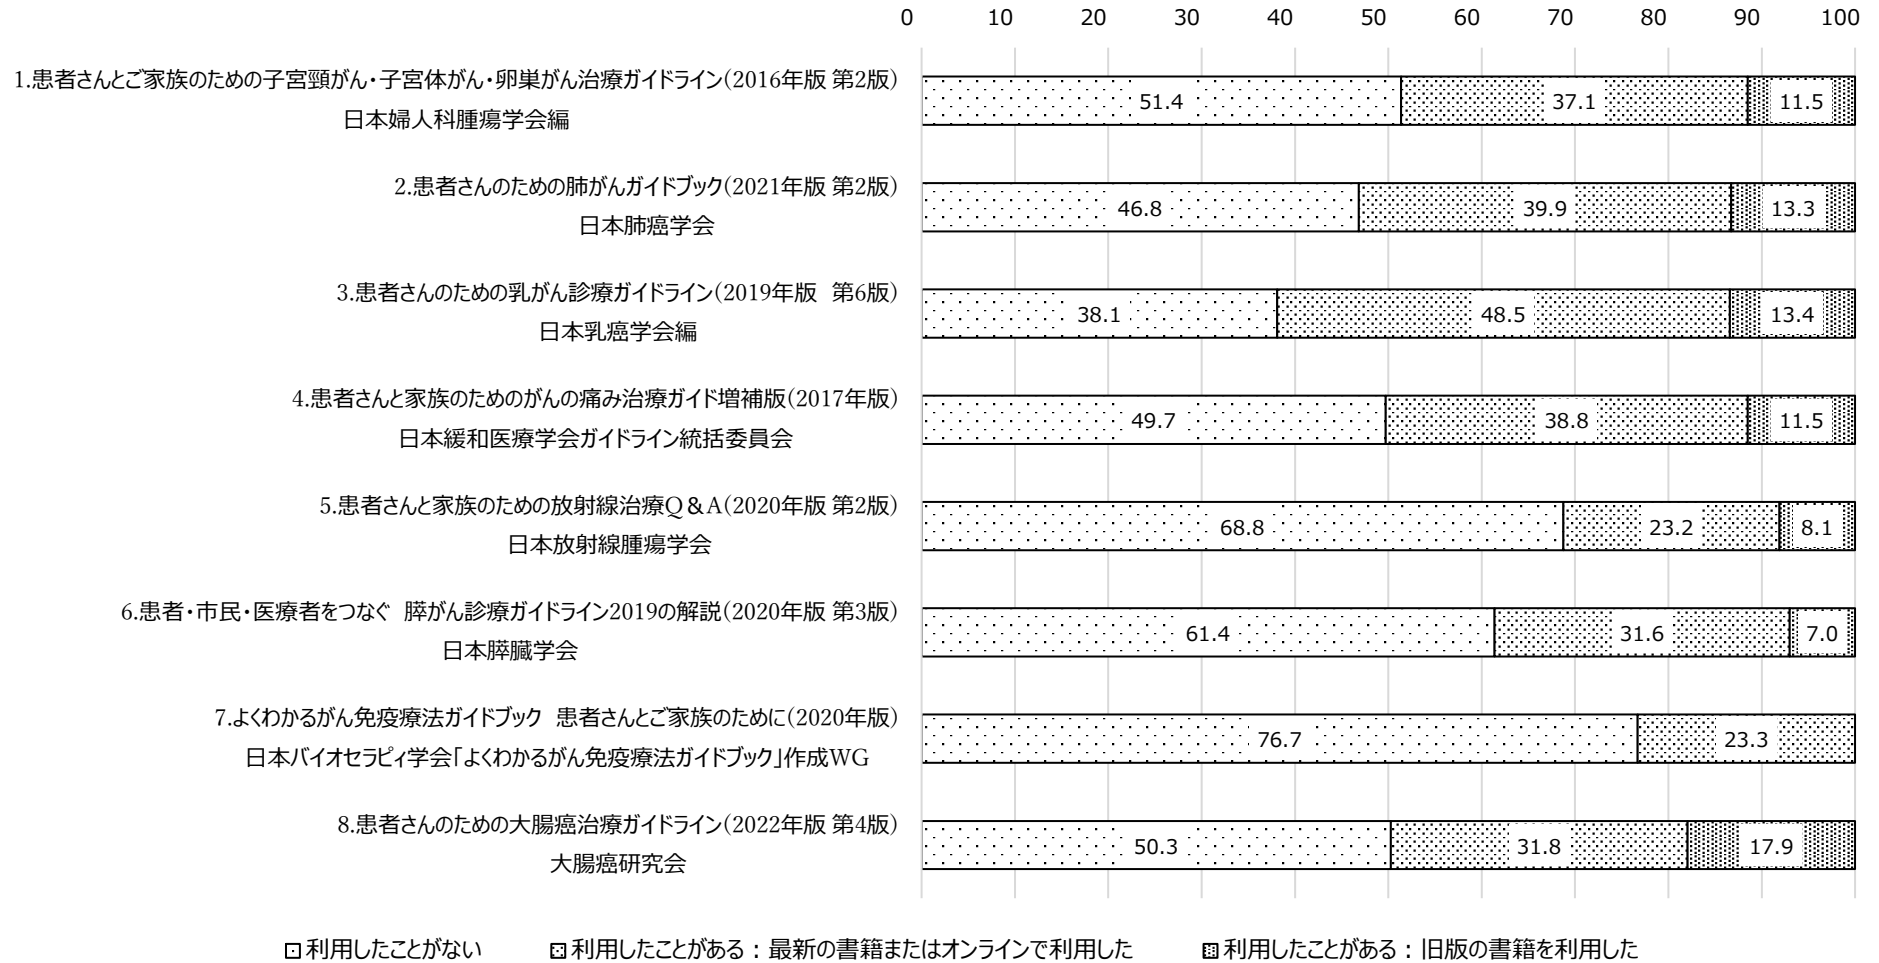 0 10 20 30 40 50 60 70 80 90 100
1.患者さんとご家族のための子宮頸がん・子宮体がん・卵巣がん治療ガイドライン(2016年版 第2版)
日本婦人科腫瘍学会編
51.4 37.1 11.5
2.患者さんのための肺がんガイドブック(2021年版 第2版)
日本肺癌学会
46.8 39.9 13.3
3.患者さんのための乳がん診療ガイドライン(2019年版　第6版)
日本乳癌学会編
38.1 48.5 13.4
4.患者さんと家族のためのがんの痛み治療ガイド増補版(2017年版)
日本緩和医療学会ガイドライン統括委員会
49.7 38.8 11.5
5.患者さんと家族のための放射線治療Q＆A(2020年版 第2版)
日本放射線腫瘍学会
68.8 23.2 8.1
6.患者・市民・医療者をつなぐ　膵がん診療ガイドライン2019の解説(2020年版 第3版)
日本膵臓学会
61.4 31.6 7.0
7.よくわかるがん免疫療法ガイドブック　患者さんとご家族のために(2020年版)
日本バイオセラピィ学会「よくわかるがん免疫療法ガイドブック」作成WG
76.7 23.3
8.患者さんのための大腸癌治療ガイドライン(2022年版 第4版)
大腸癌研究会
50.3 31.8 17.9
利用したことがない 利用したことがある：最新の書籍またはオンラインで利用した 利用したことがある：旧版の書籍を利用した